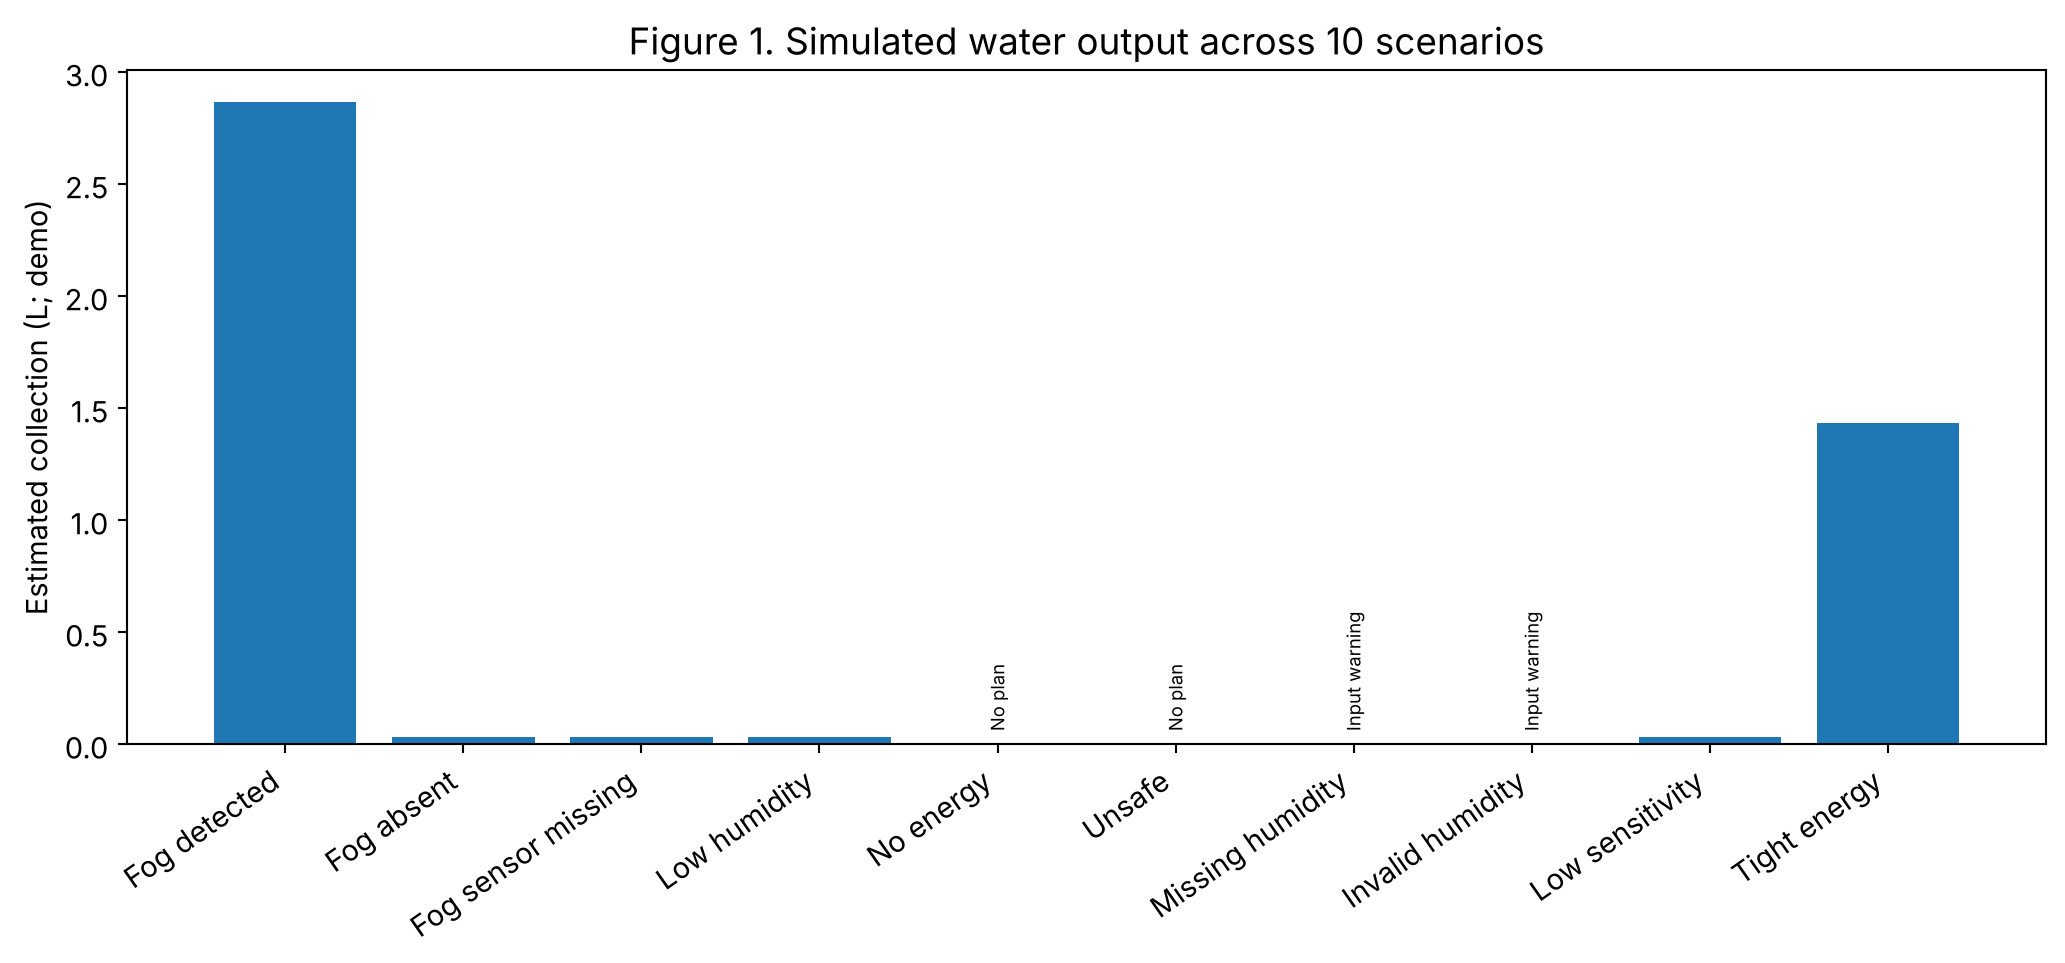 Figure 1. Simulated water output across 10 scenarios
Estimated collection (L; demo)
3.0
2.5
2.0
1.5
1.0
0.5
0.0
No plan
No plan
Input warning
Input warning
Fog detected
Fog absent
Fog sensor missing
Low humidity
No energy
Unsafe
Missing humidity
Invalid humidity
Low sensitivity
Tight energy